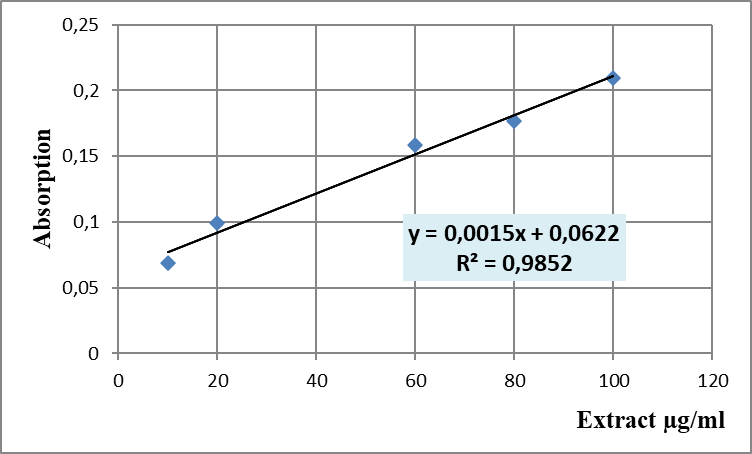 0,25
0,2
0,15
0,1
0,05
0
Absorption
y = 0,0015x + 0,0622
R² = 0,9852
0 20 40 60 80 100 120
Extract µg/ml